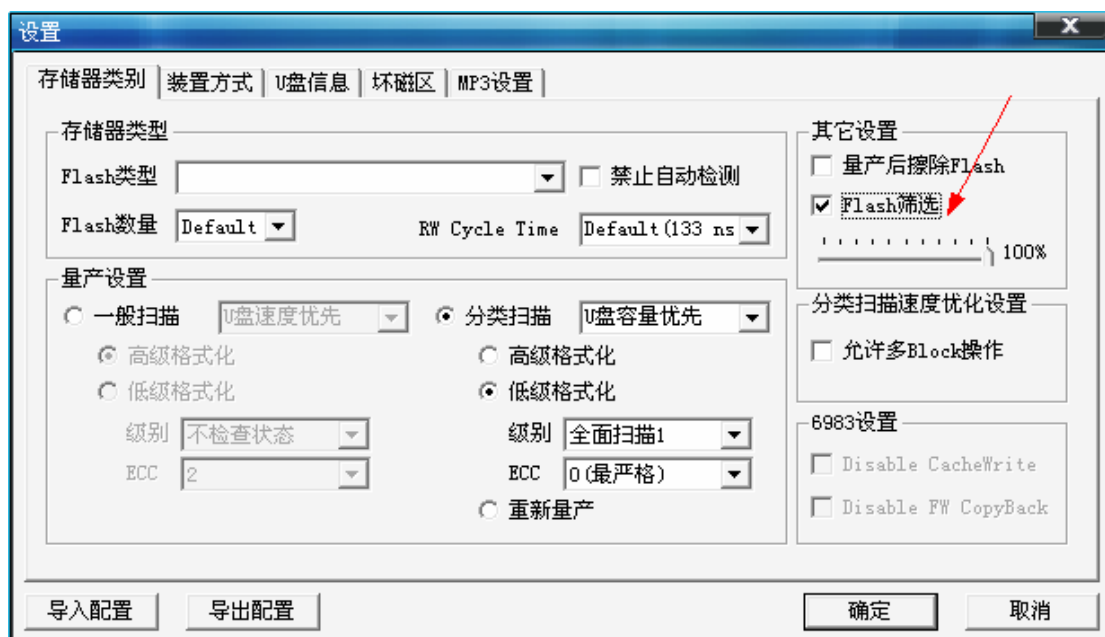 设置
X
存储器类别 装置方式 U盘信息 坏磁区 MP3设置
存储器类型
Flash类型 禁止自动检测
Flash数量 Default RW Cycle Time Default(133 ns
量产设置
一般扫描 U盘速度优先 分类扫描 U盘容量优先
高级格式化 高级格式化
低级格式化 低级格式化
级别 不检查状态 级别 全面扫描1
ECC 2 ECC 0(最严格)
重新量产
其它设置
量产后擦除Flash
Flash筛选
100%
分类扫描速度优化设置
允许多Block操作
6983设置
Disable CacheWrite
Disable FW CopyBack
导入配置 导出配置 确定 取消